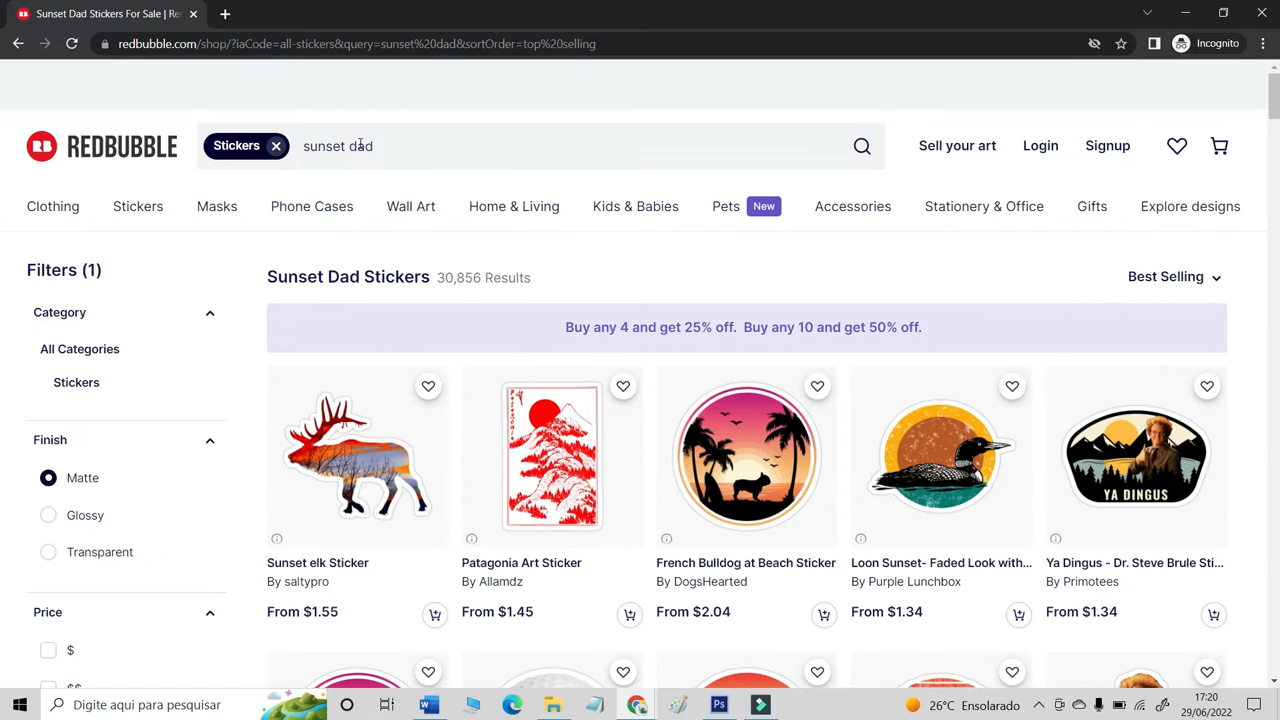 Sunset Dad Stickers For Sale | Re
redbubble.com/shop/?iaCode=all-stickers&query=sunset%20dad&sortOrder=top%20selling
Incognito
RB REDBUBBLE
Stickers
sunset dad
Sell your art
Login
Signup
Clothing
Stickers
Masks
Phone Cases
Wall Art
Home & Living
Kids & Babies
Pets New
Accessories
Stationery & Office
Gifts
Explore designs
Filters (1)
Category
All Categories
Stickers
Finish
Matte
Glossy
Transparent
Price
$
$$
Sunset Dad Stickers 30,856 Results
Best Selling
Buy any 4 and get 25% off. Buy any 10 and get 50% off.
YA DINGUS
Sunset elk Sticker
By saltypro
From $1.55
Patagonia Art Sticker
By Allamdz
From $1.45
French Bulldog at Beach Sticker
By DogsHearted
From $2.04
Loon Sunset- Faded Look with...
By Purple Lunchbox
From $1.34
Ya Dingus - Dr. Steve Brule Sti...
By Primotees
From $1.34
Digite aqui para pesquisar
26°C Ensolarado
17:20
29/06/2022